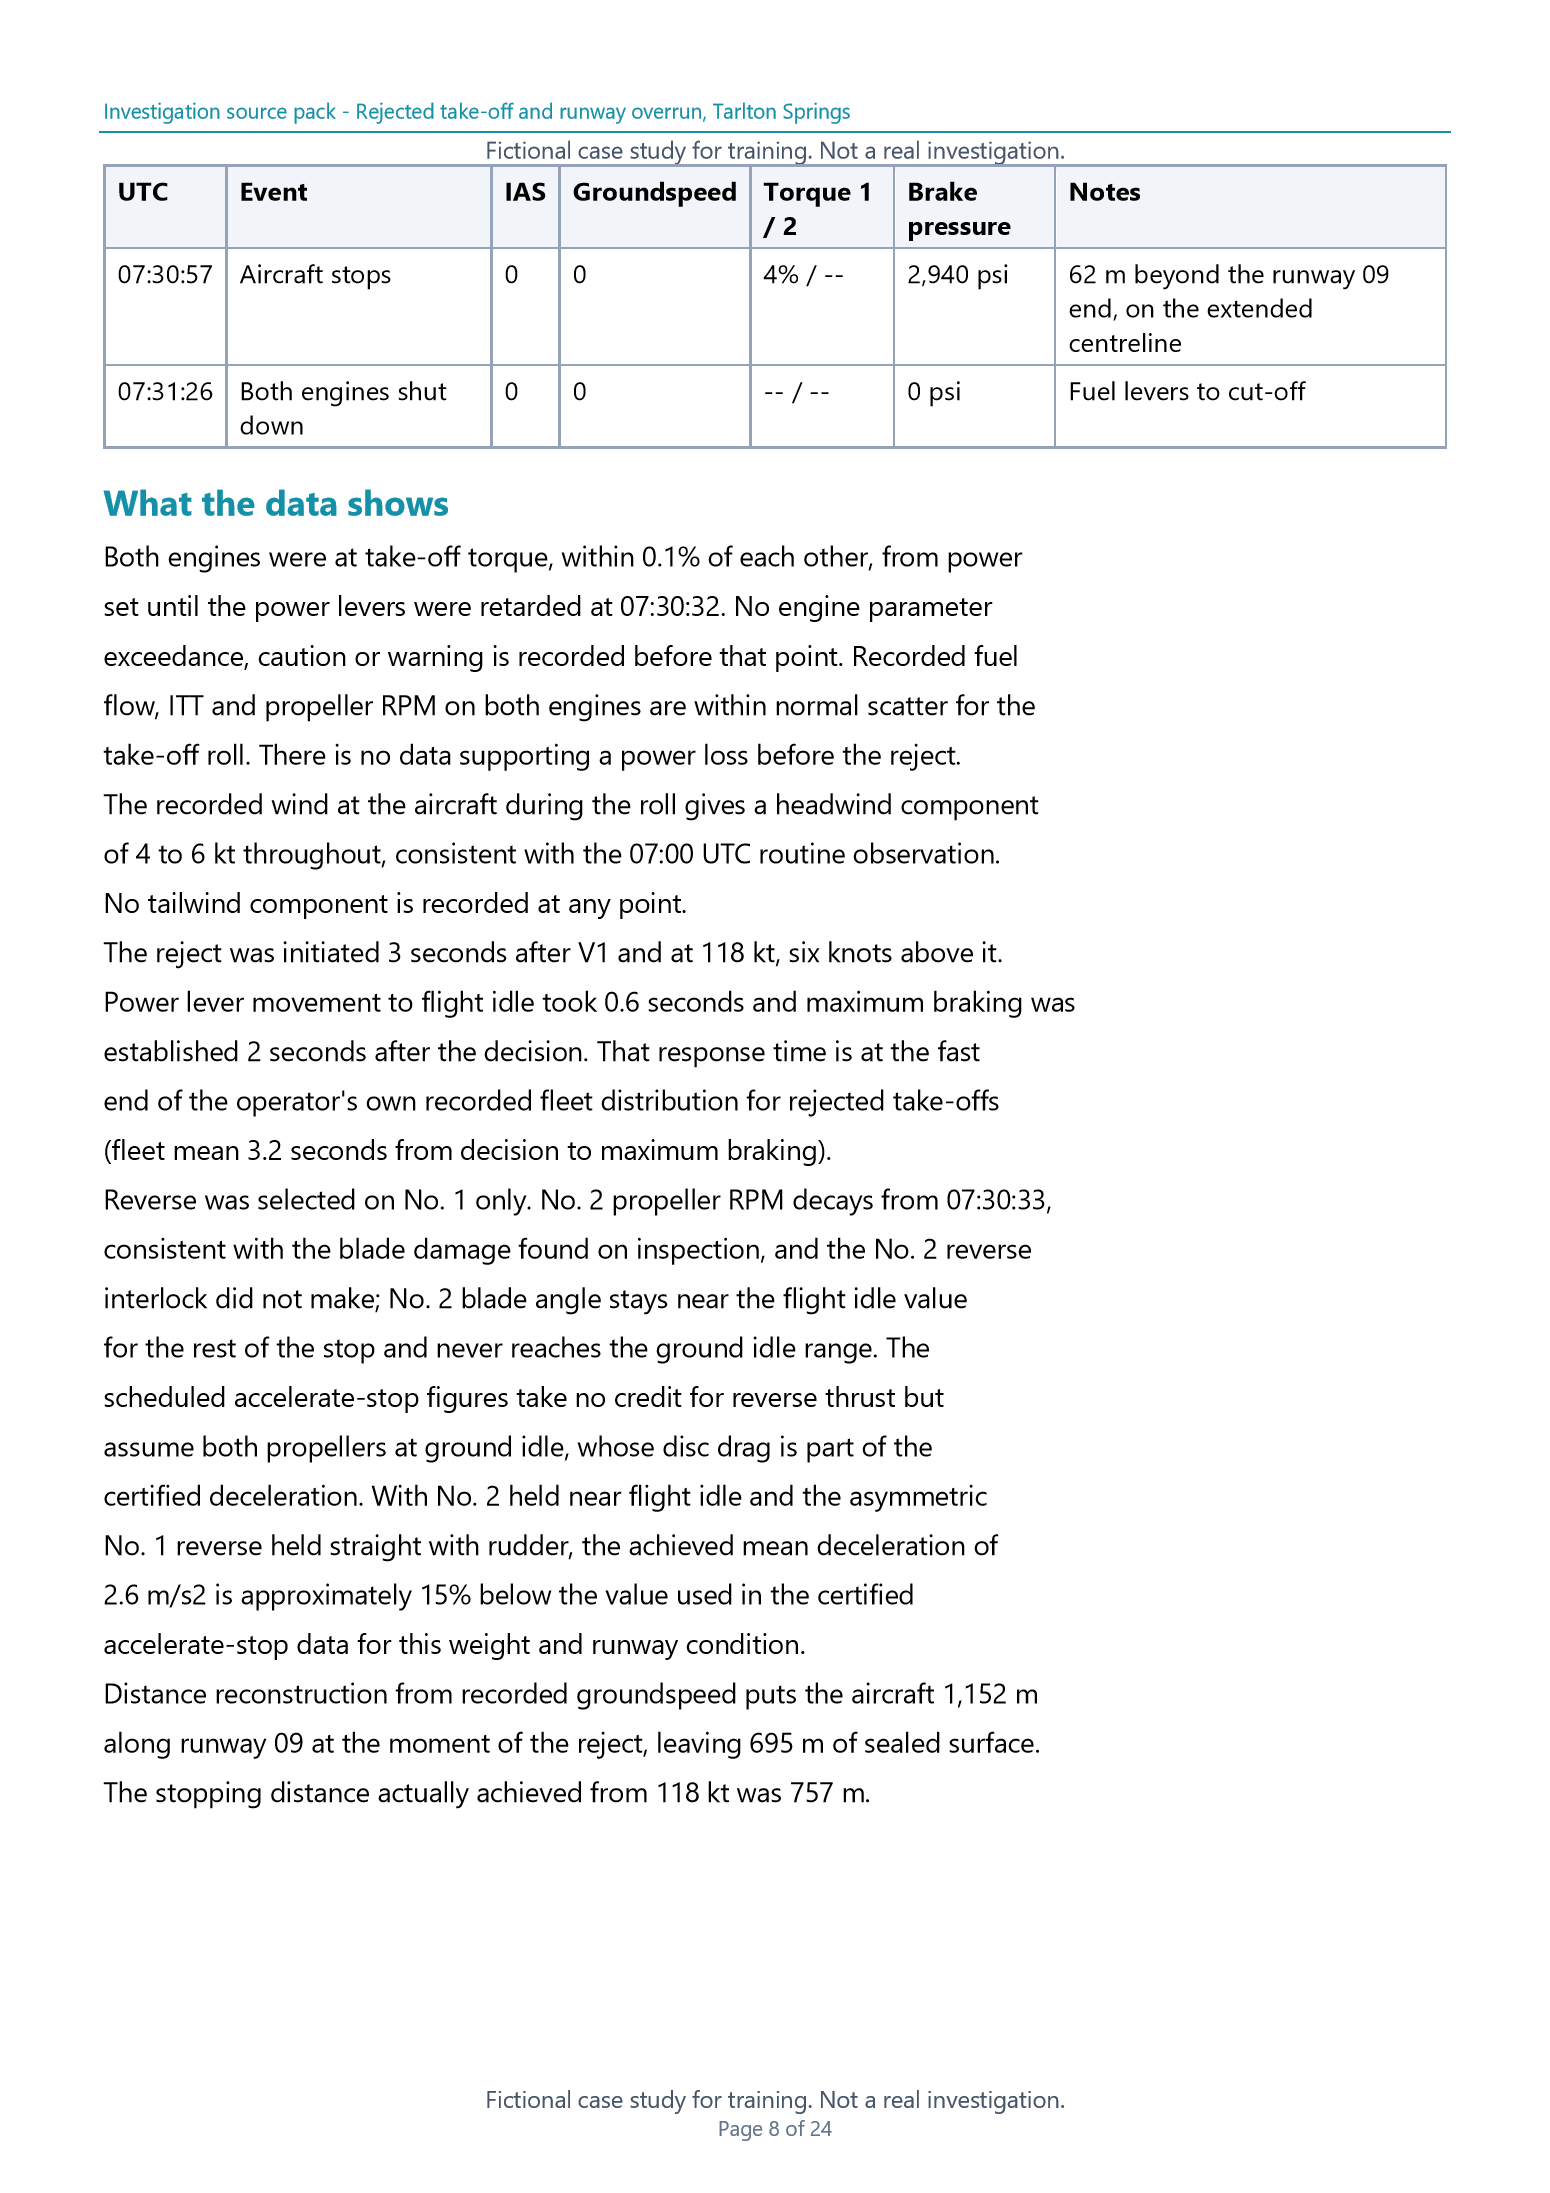 Investigation source pack - Rejected take-off and runway overrun, Tarlton Springs
Fictional case study for training. Not a real investigation.
UTC Event IAS Groundspeed Torque 1 / 2 Brake pressure Notes
07:30:57 Aircraft stops 0 0 4% / -- 2,940 psi 62 m beyond the runway 09 end, on the extended centreline
07:31:26 Both engines shut down 0 0 -- / -- 0 psi Fuel levers to cut-off
What the data shows
Both engines were at take-off torque, within 0.1% of each other, from power
set until the power levers were retarded at 07:30:32. No engine parameter
exceedance, caution or warning is recorded before that point. Recorded fuel
flow, ITT and propeller RPM on both engines are within normal scatter for the
take-off roll. There is no data supporting a power loss before the reject.
The recorded wind at the aircraft during the roll gives a headwind component
of 4 to 6 kt throughout, consistent with the 07:00 UTC routine observation.
No tailwind component is recorded at any point.
The reject was initiated 3 seconds after V1 and at 118 kt, six knots above it.
Power lever movement to flight idle took 0.6 seconds and maximum braking was
established 2 seconds after the decision. That response time is at the fast
end of the operator's own recorded fleet distribution for rejected take-offs
(fleet mean 3.2 seconds from decision to maximum braking).
Reverse was selected on No. 1 only. No. 2 propeller RPM decays from 07:30:33,
consistent with the blade damage found on inspection, and the No. 2 reverse
interlock did not make; No. 2 blade angle stays near the flight idle value
for the rest of the stop and never reaches the ground idle range. The
scheduled accelerate-stop figures take no credit for reverse thrust but
assume both propellers at ground idle, whose disc drag is part of the
certified deceleration. With No. 2 held near flight idle and the asymmetric
No. 1 reverse held straight with rudder, the achieved mean deceleration of
2.6 m/s2 is approximately 15% below the value used in the certified
accelerate-stop data for this weight and runway condition.
Distance reconstruction from recorded groundspeed puts the aircraft 1,152 m
along runway 09 at the moment of the reject, leaving 695 m of sealed surface.
The stopping distance actually achieved from 118 kt was 757 m.
Fictional case study for training. Not a real investigation.
Page 8 of 24